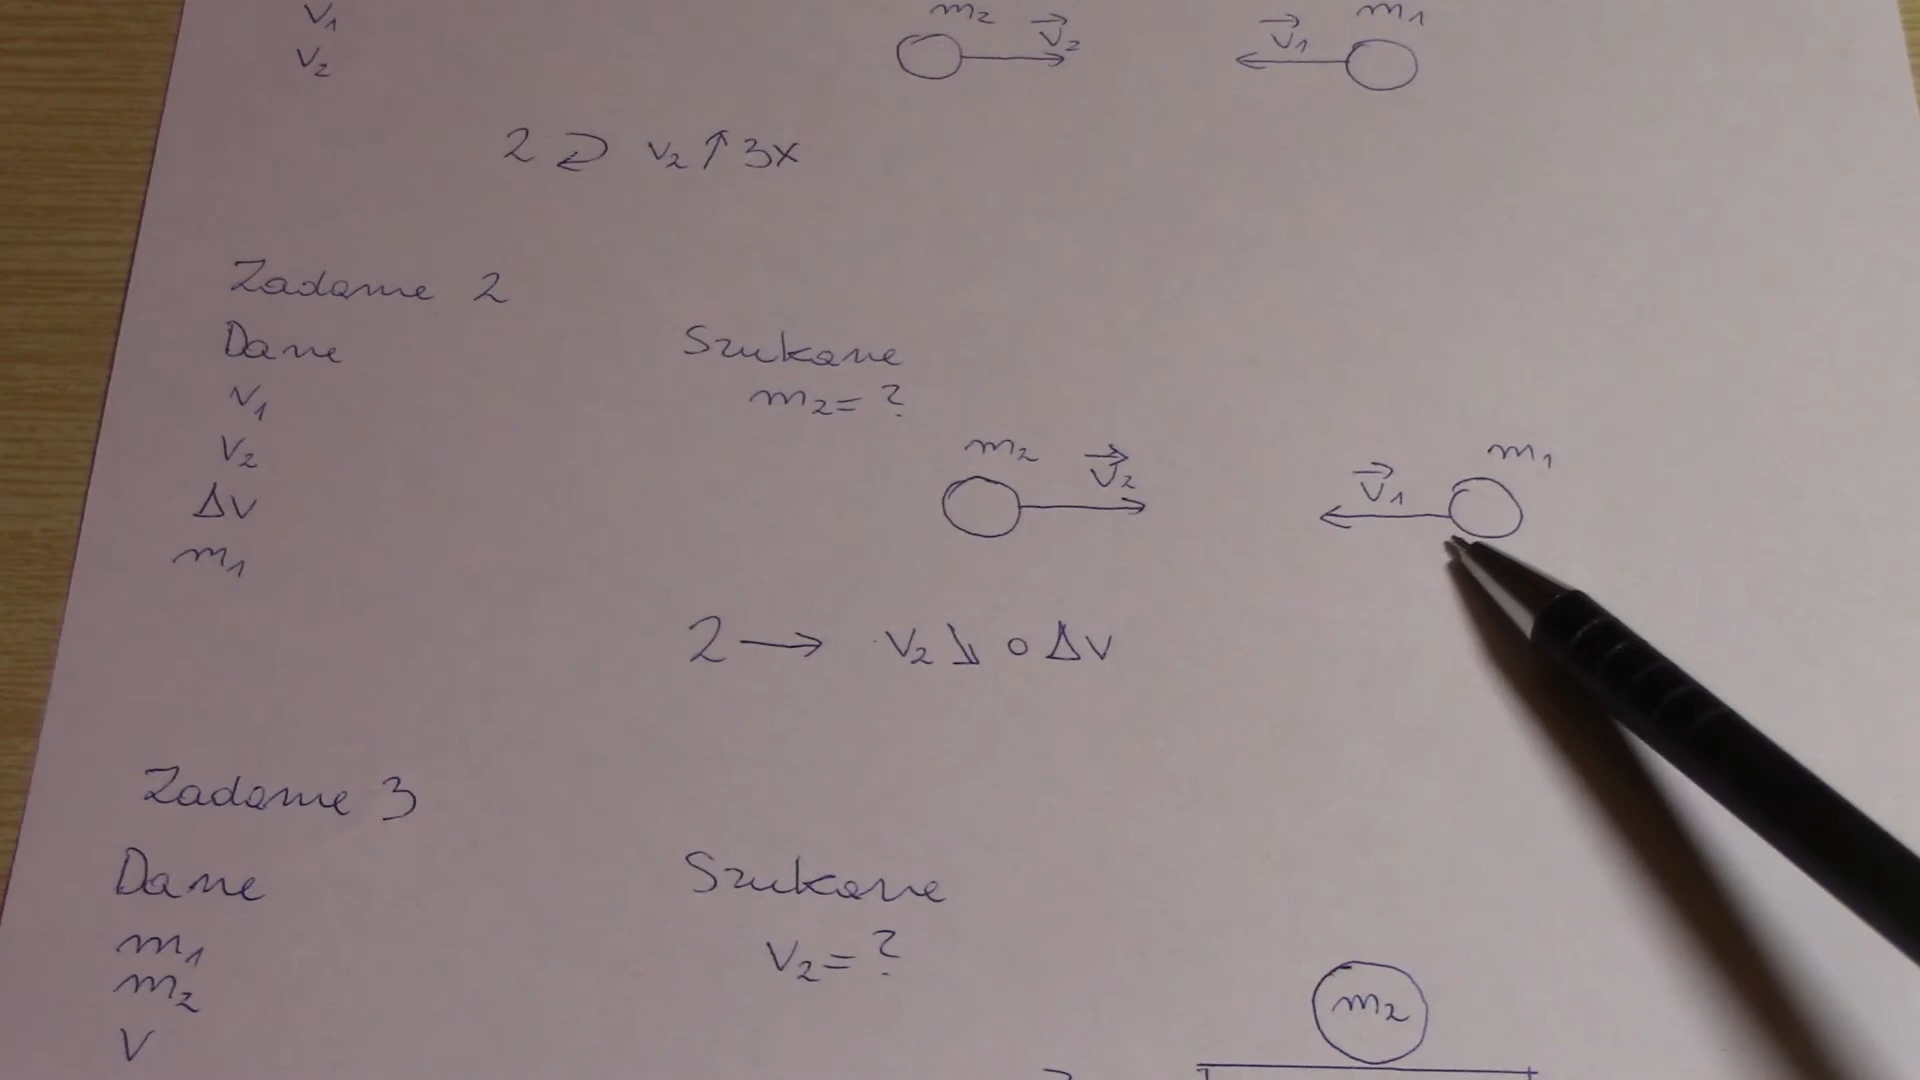 v₁
v₂
m₂ v₂ v₁ m₁
2 v₂ ↑ 3x
Zadanie 2
Dane Szukane
v₁ m₂ = ?
v₂
Δv
m₁
m₂ v₂ v₁ m₁
2 → v₂ ↓ o Δv
Zadanie 3
Dane Szukane
m₁ v₂ = ?
m₂
V
m₂